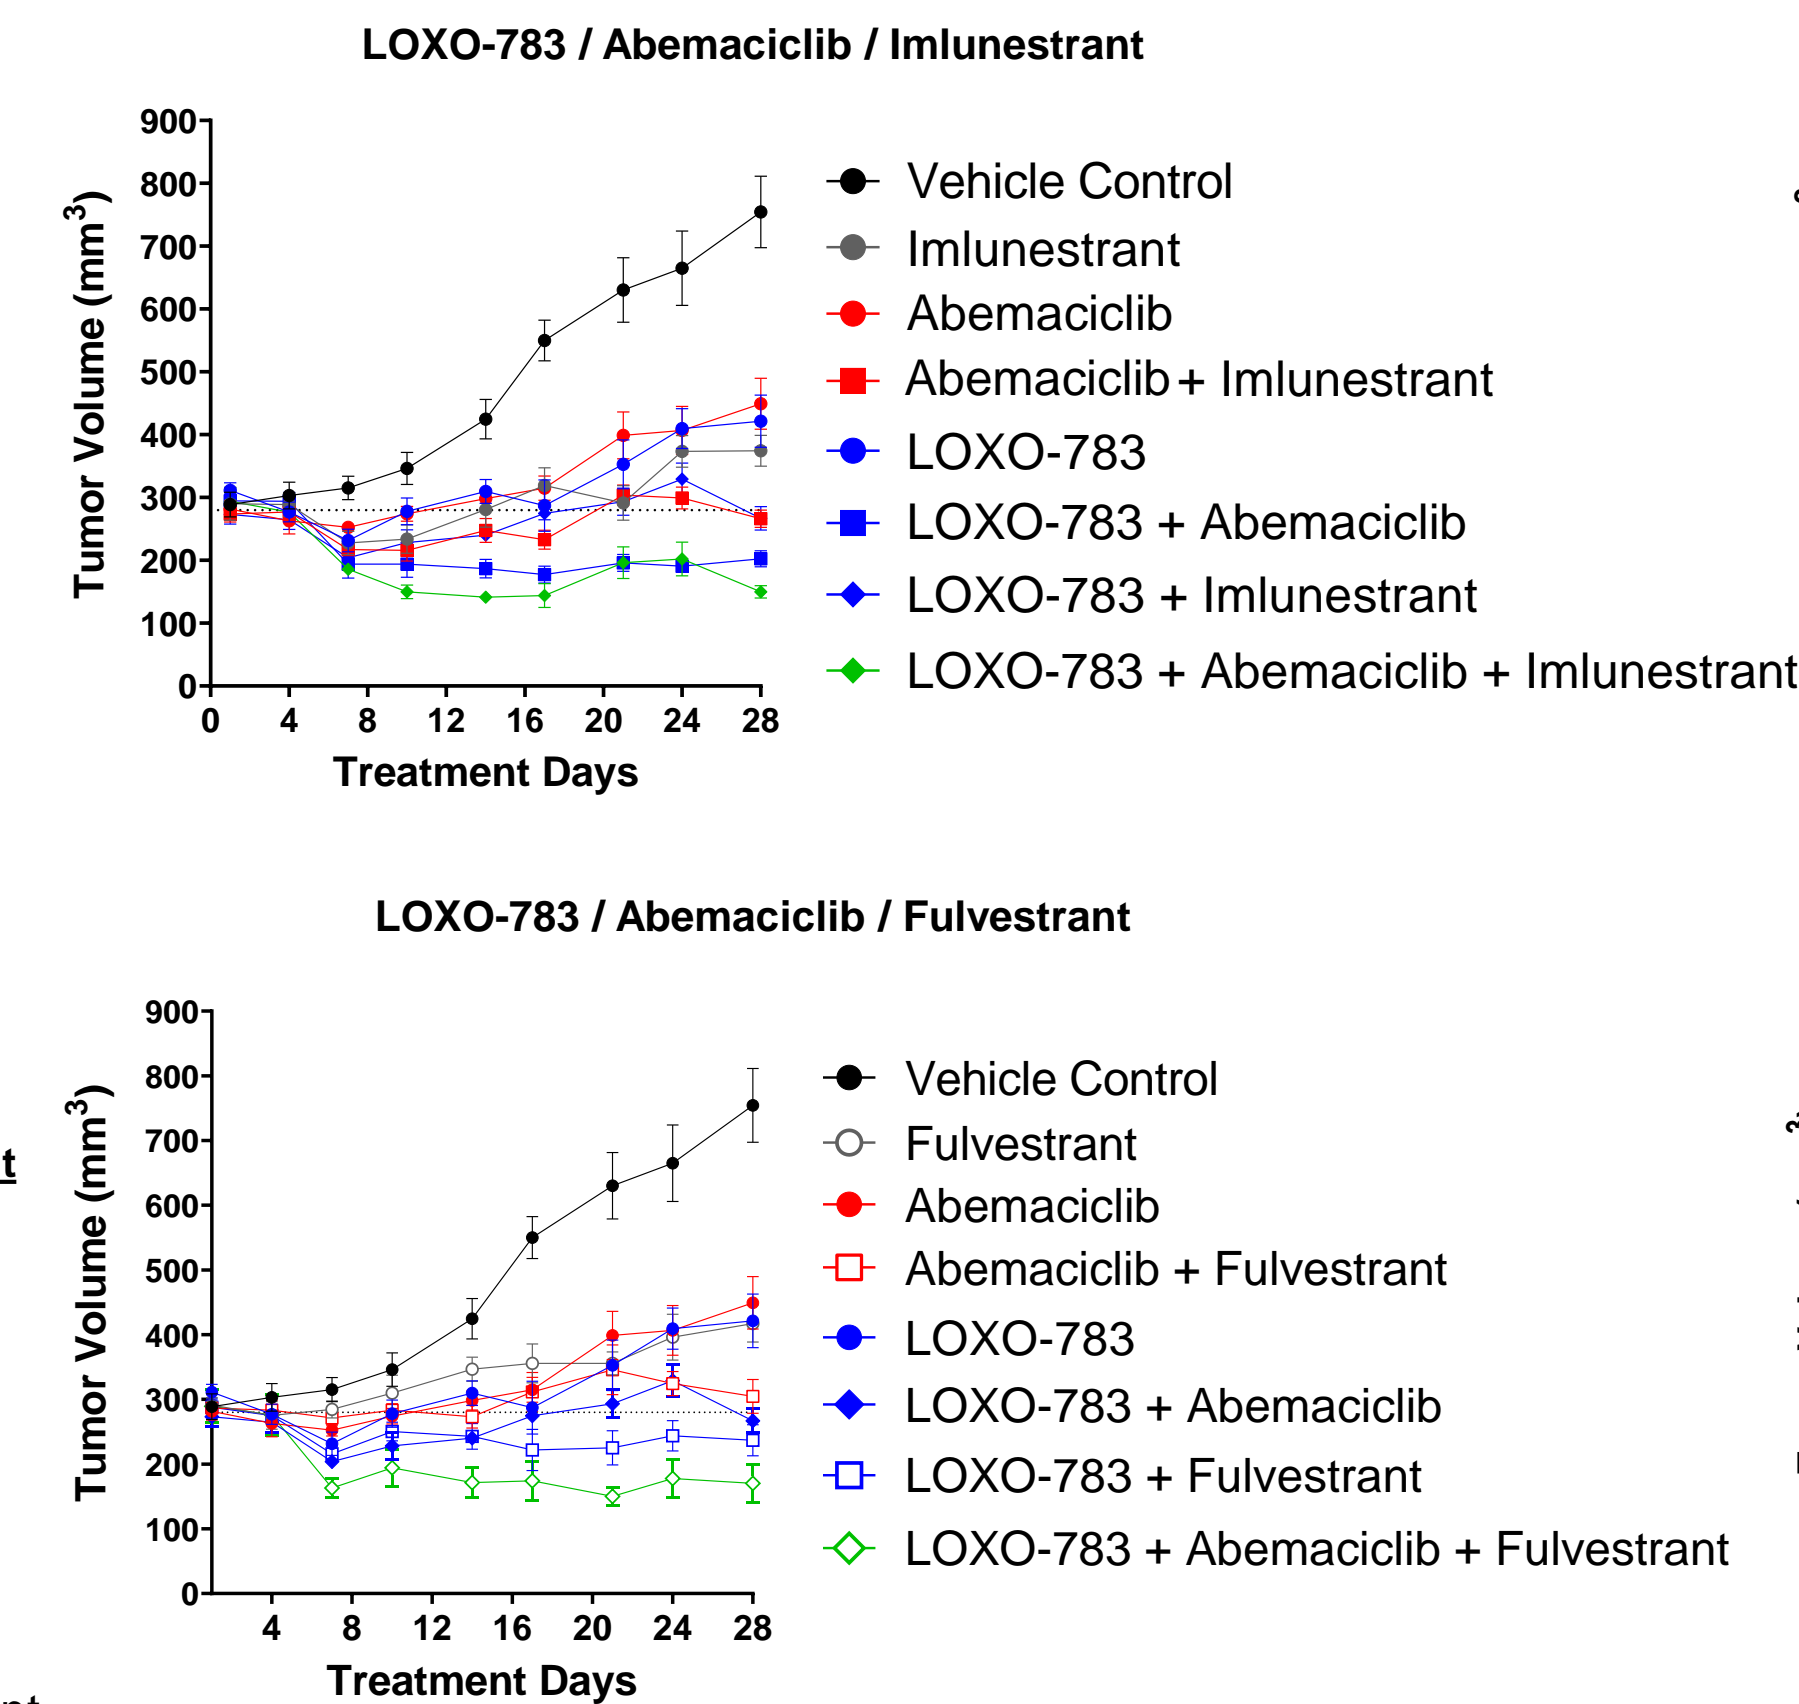 LOXO-783 / Abemaciclib / Imlunestrant
900
800
700
600
500
400
300
200
100
0
Tumor Volume (mm³)
0 4 8 12 16 20 24 28
Treatment Days
Vehicle Control
Imlunestrant
Abemaciclib
Abemaciclib + Imlunestrant
LOXO-783
LOXO-783 + Abemaciclib
LOXO-783 + Imlunestrant
LOXO-783 + Abemaciclib + Imlunestrant
LOXO-783 / Abemaciclib / Fulvestrant
900
800
700
600
500
400
300
200
100
0
Tumor Volume (mm³)
4 8 12 16 20 24 28
Treatment Days
Vehicle Control
Fulvestrant
Abemaciclib
Abemaciclib + Fulvestrant
LOXO-783
LOXO-783 + Abemaciclib
LOXO-783 + Fulvestrant
LOXO-783 + Abemaciclib + Fulvestrant